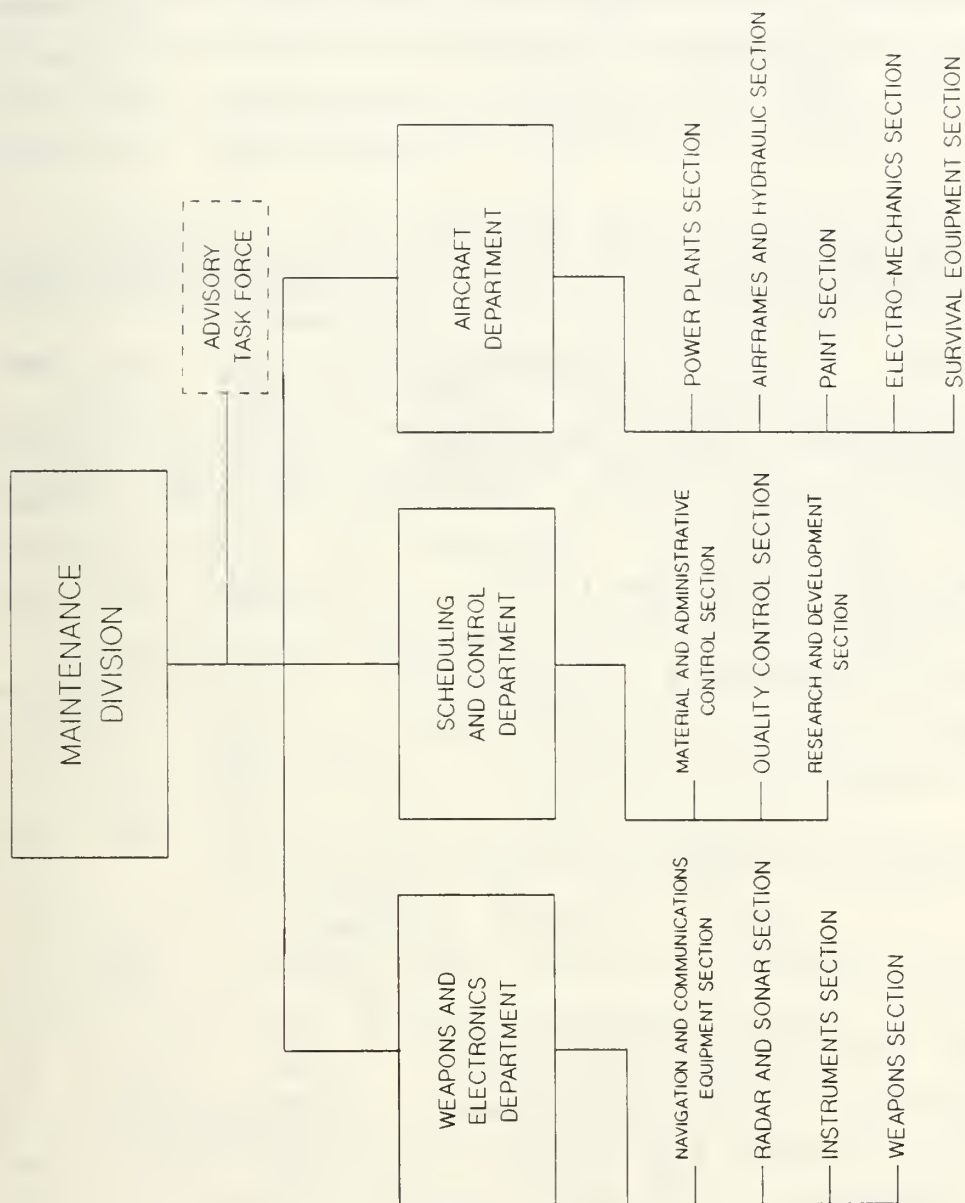 MAINTENANCE
DIVISION
ADVISORY
TASK FORCE
WEAPONS AND
ELECTRONICS
DEPARTMENT
SCHEDULING
AND CONTROL
DEPARTMENT
AIRCRAFT
DEPARTMENT
NAVIGATION AND COMMUNICATIONS
EQUIPMENT SECTION
RADAR AND SONAR SECTION
INSTRUMENTS SECTION
WEAPONS SECTION
MATERIAL AND ADMINISTRATIVE
CONTROL SECTION
QUALITY CONTROL SECTION
RESEARCH AND DEVELOPMENT
SECTION
POWER PLANTS SECTION
AIRFRAMES AND HYDRAULIC SECTION
PAINT SECTION
ELECTRO-MECHANICS SECTION
SURVIVAL EQUIPMENT SECTION